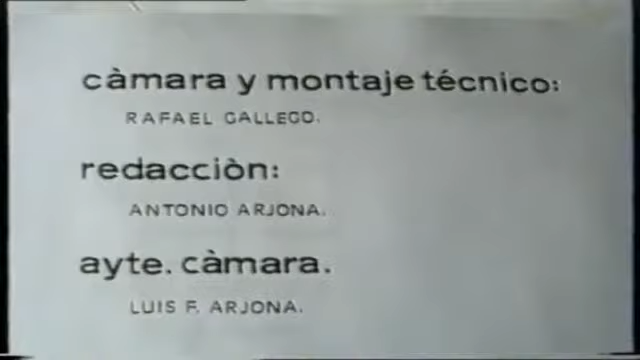 càmara y montaje técnico:
RAFAEL GALLEGO.
redacciòn:
ANTONIO ARJONA.
ayte. càmara.
LUIS F. ARJONA.